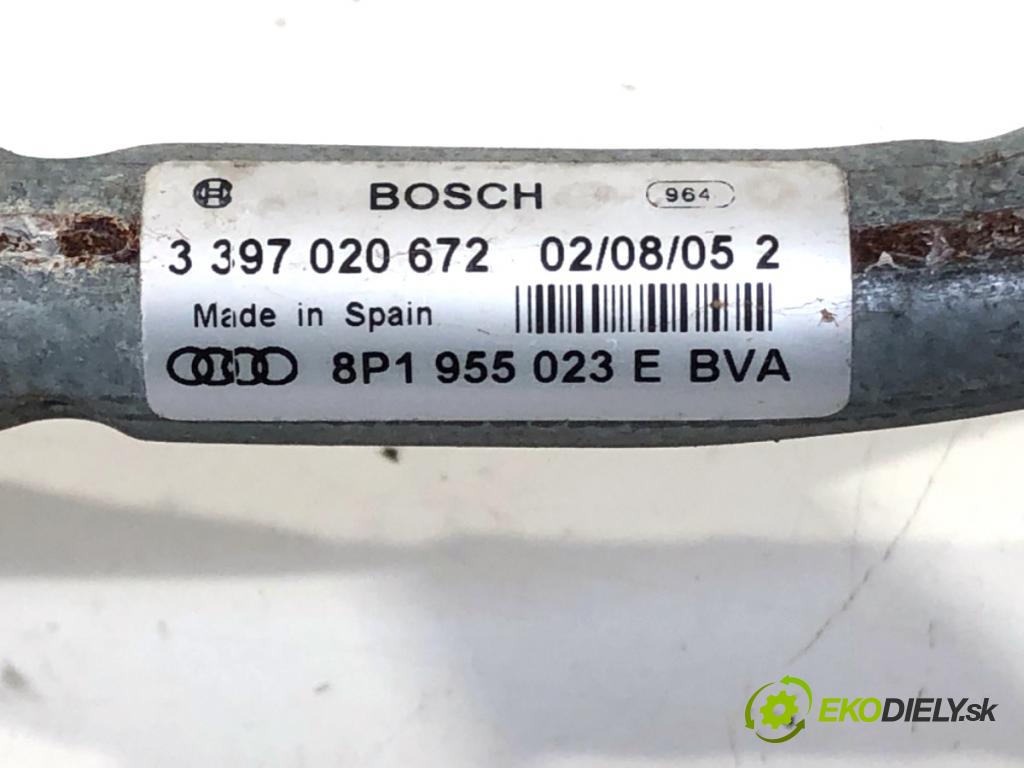 BOSCH 964
3 397 020 672 02/08/05 2
Made in Spain
8P1 955 023 E BVA
EKODIELY.sk